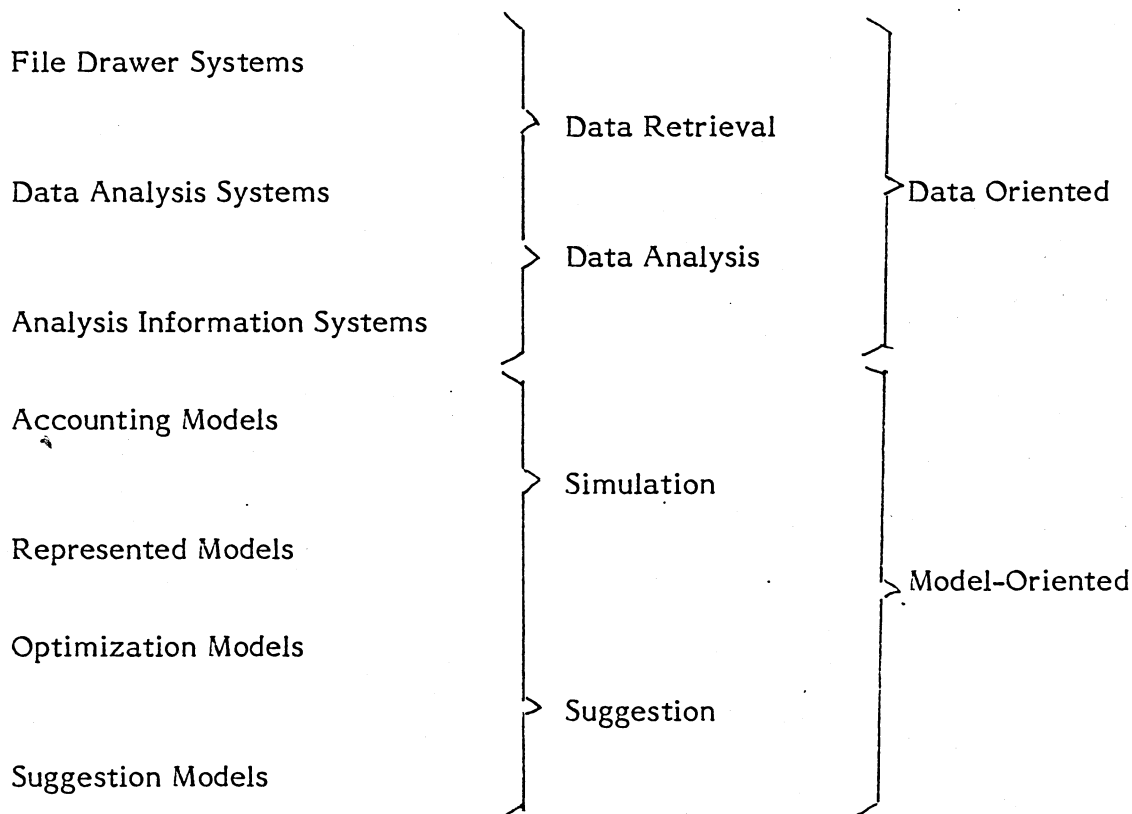 File Drawer Systems
Data Retrieval
Data Analysis Systems
Data Oriented
Data Analysis
Analysis Information Systems
Accounting Models
Simulation
Represented Models
Model-Oriented
Optimization Models
Suggestion
Suggestion Models